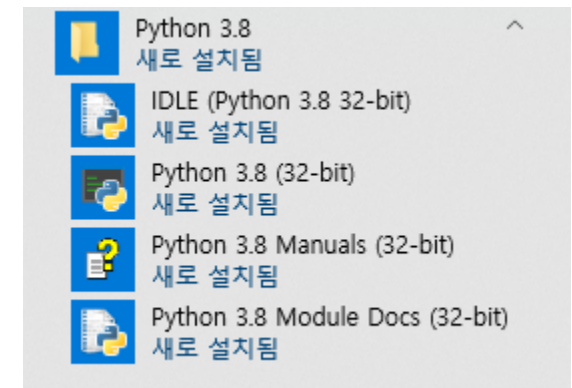 Python 3.8
새로 설치됨
IDLE (Python 3.8 32-bit)
새로 설치됨
Python 3.8 (32-bit)
새로 설치됨
Python 3.8 Manuals (32-bit)
새로 설치됨
Python 3.8 Module Docs (32-bit)
새로 설치됨